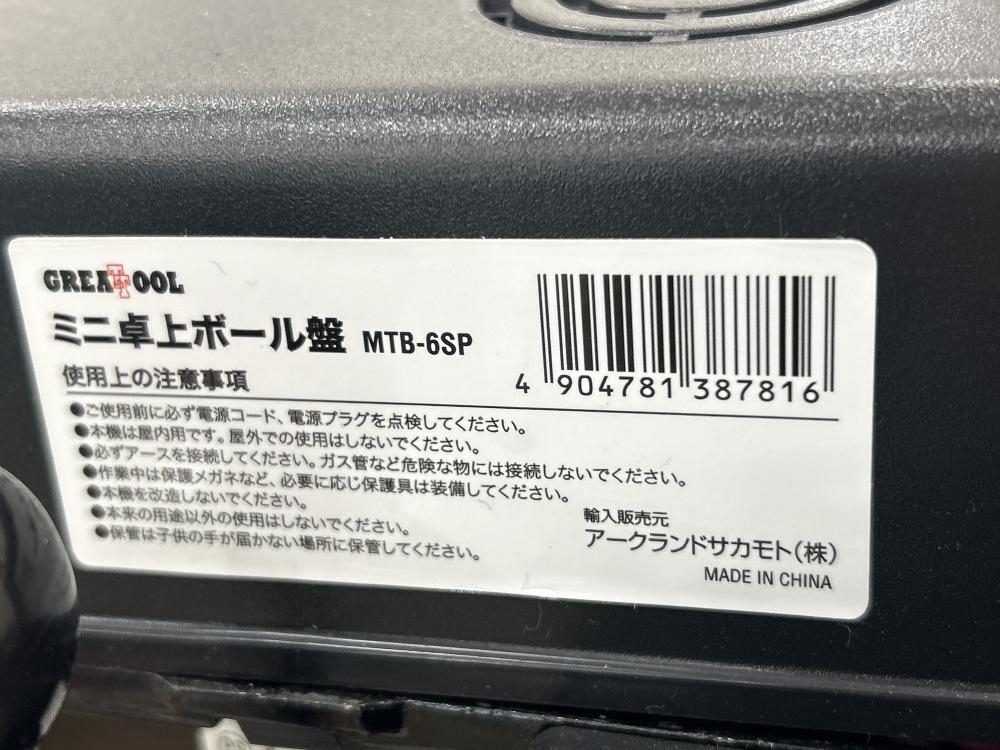 GREATTOOL
ミニ卓上ボール盤 MTB-6SP
使用上の注意事項
●ご使用前に必ず電源コード、電源プラグを点検してください。
●本機は屋内用です。屋外での使用はしないでください。
●必ずアースを接続してください。ガス管など危険な物には接続しないでください。
●作業中は保護メガネなど、必要に応じ保護具は装備してください。
●本機を改造しないでください。
●本来の用途以外の使用はしないでください。
●保管は子供の手が届かない場所に保管してください。
4 904781 387816
輸入販売元
アークランドサカモト(株)
MADE IN CHINA